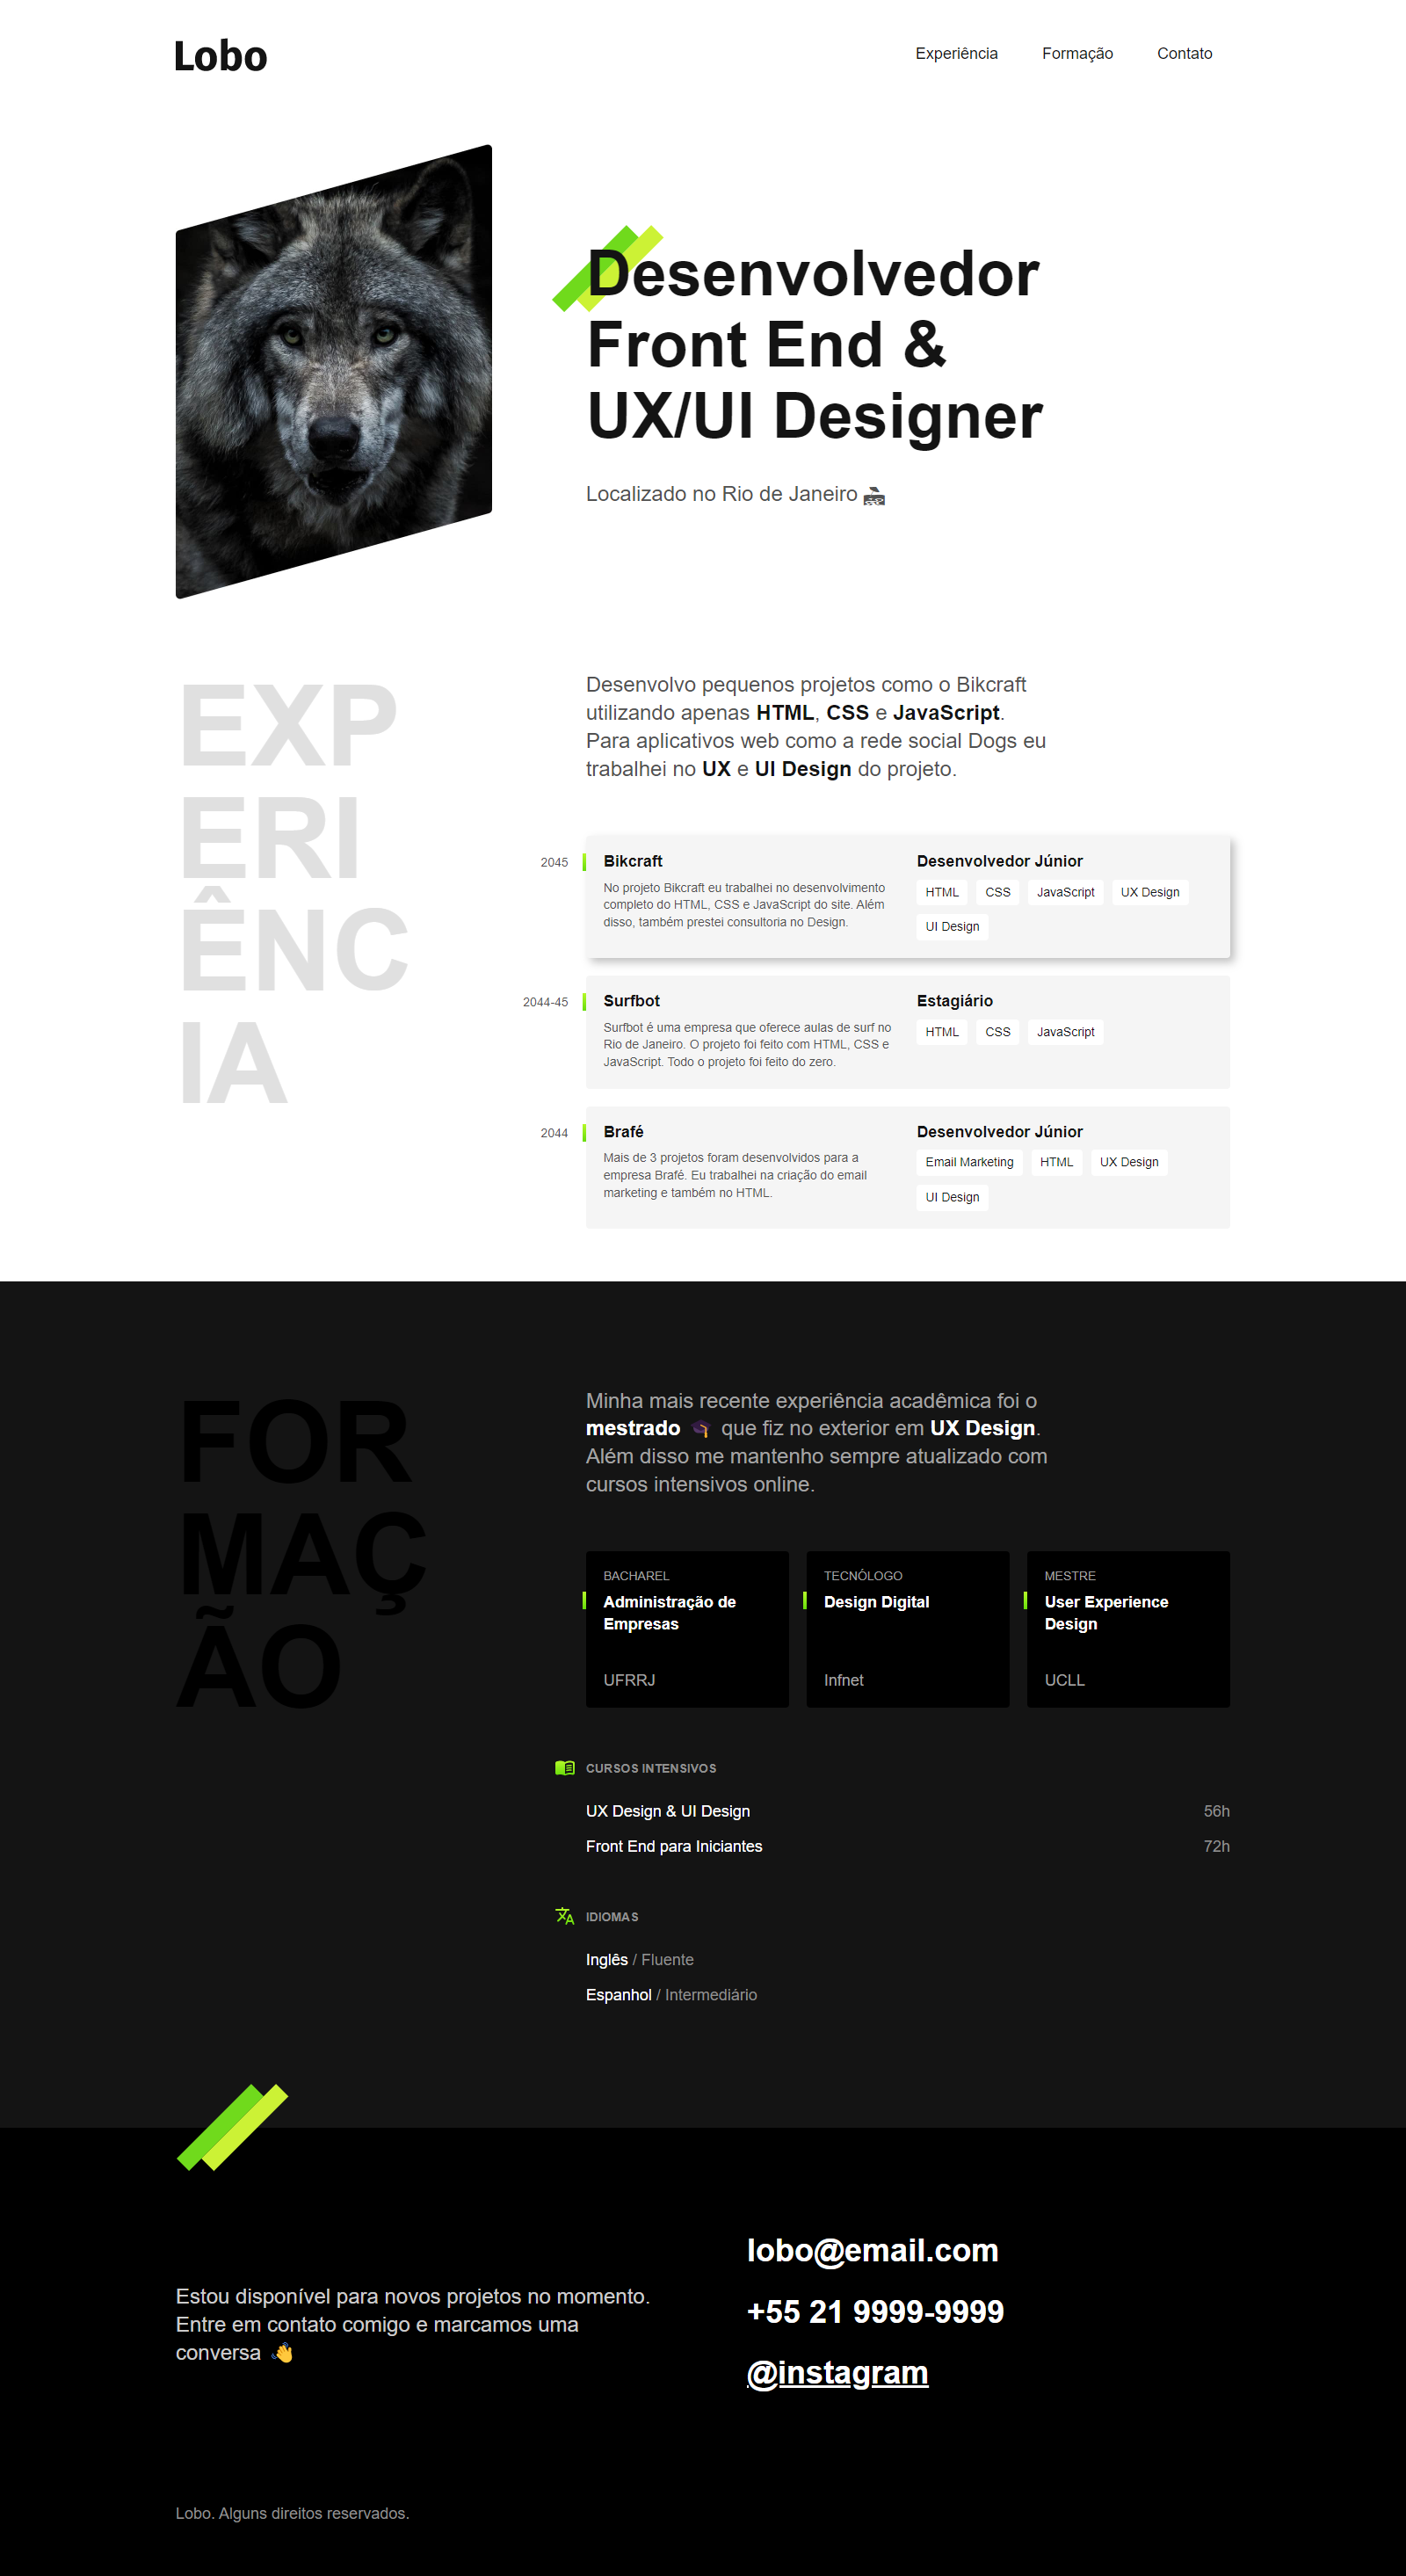 Lobo
Experiência Formação Contato
Desenvolvedor
Front End &
UX/UI Designer
Localizado no Rio de Janeiro 🏝
EXP
ERI
ÊNC
IA
Desenvolvo pequenos projetos como o Bikcraft
utilizando apenas HTML, CSS e JavaScript.
Para aplicativos web como a rede social Dogs eu
trabalhei no UX e UI Design do projeto.
2045
Bikcraft
No projeto Bikcraft eu trabalhei no desenvolvimento
completo do HTML, CSS e JavaScript do site. Além
disso, também prestei consultoria no Design.
Desenvolvedor Júnior
HTML CSS JavaScript UX Design
UI Design
2044-45
Surfbot
Surfbot é uma empresa que oferece aulas de surf no
Rio de Janeiro. O projeto foi feito com HTML, CSS e
JavaScript. Todo o projeto foi feito do zero.
Estagiário
HTML CSS JavaScript
2044
Brafé
Mais de 3 projetos foram desenvolvidos para a
empresa Brafé. Eu trabalhei na criação do email
marketing e também no HTML.
Desenvolvedor Júnior
Email Marketing HTML UX Design
UI Design
FOR
MAÇ
ÃO
Minha mais recente experiência acadêmica foi o
mestrado 🎓 que fiz no exterior em UX Design.
Além disso me mantenho sempre atualizado com
cursos intensivos online.
BACHAREL
Administração de
Empresas
UFRRJ
TECNÓLOGO
Design Digital
Infnet
MESTRE
User Experience
Design
UCLL
CURSOS INTENSIVOS
UX Design & UI Design 56h
Front End para Iniciantes 72h
IDIOMAS
Inglês / Fluente
Espanhol / Intermediário
Estou disponível para novos projetos no momento.
Entre em contato comigo e marcamos uma
conversa 👋
lobo@email.com
+55 21 9999-9999
@instagram
Lobo. Alguns direitos reservados.